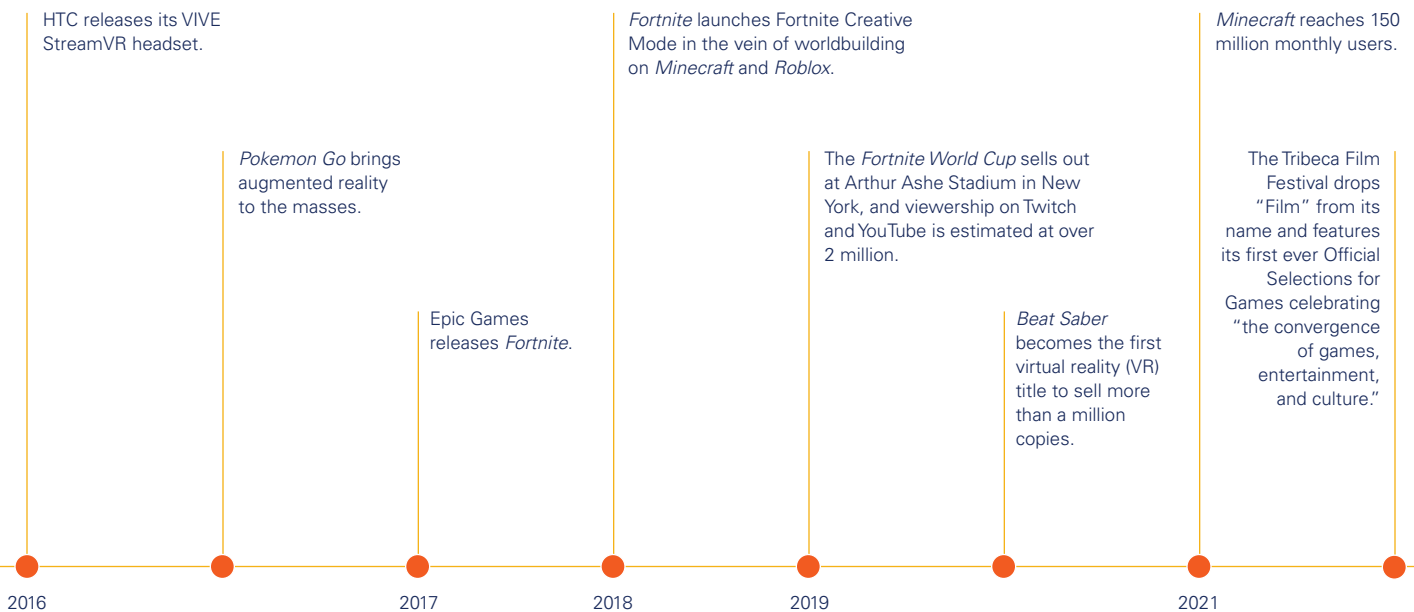 HTC releases its VIVE
StreamVR headset.
Pokemon Go brings
augmented reality
to the masses.
Epic Games
releases Fortnite.
Fortnite launches Fortnite Creative
Mode in the vein of worldbuilding
on Minecraft and Roblox.
The Fortnite World Cup sells out
at Arthur Ashe Stadium in New
York, and viewership on Twitch
and YouTube is estimated at over
2 million.
Beat Saber
becomes the first
virtual reality (VR)
title to sell more
than a million
copies.
Minecraft reaches 150
million monthly users.
The Tribeca Film
Festival drops
“Film” from its
name and features
its first ever Official
Selections for
Games celebrating
“the convergence
of games,
entertainment,
and culture.”
2016
2017
2018
2019
2021